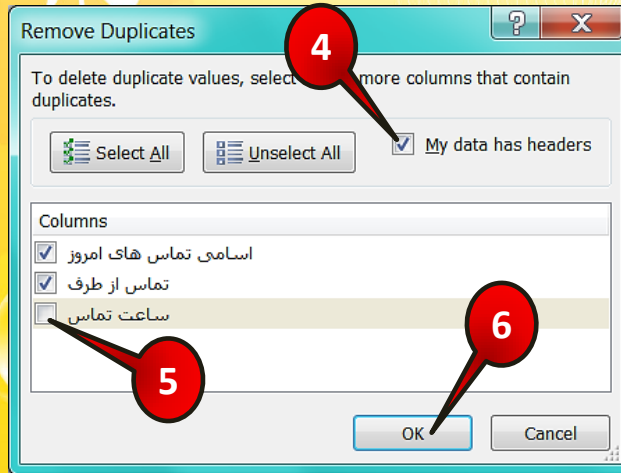 Remove Duplicates
4
To delete duplicate values, select more columns that contain
duplicates.
Select All
Unselect All
My data has headers
Columns
اسامی تماس های امروز
تماس از طرف
ساعت تماس
5
6
OK
Cancel